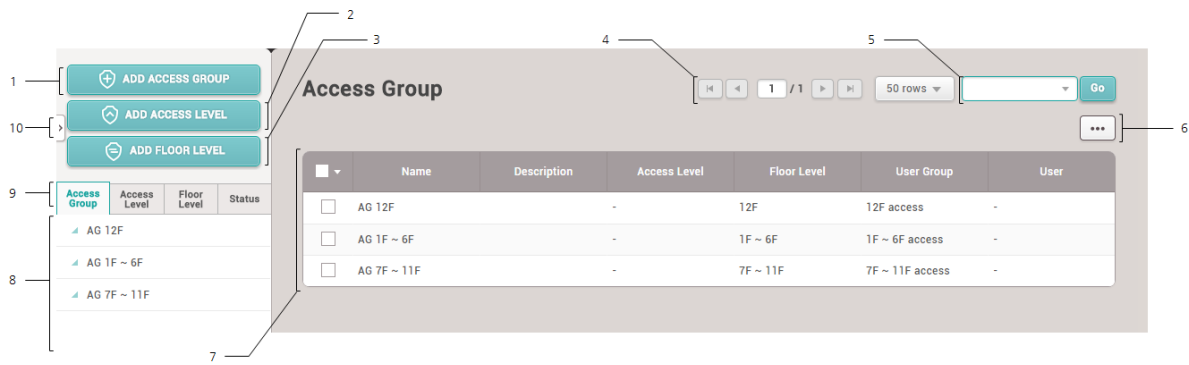 2
3
4
5
1
ADD ACCESS GROUP
Access Group
1 / 1
50 rows
Go
ADD ACCESS LEVEL
10
6
ADD FLOOR LEVEL
Name Description Access Level Floor Level User Group User
9
Access Group
Access Level
Floor Level
Status
AG 12F - 12F 12F access -
AG 1F ~ 6F - 1F ~ 6F 1F ~ 6F access -
AG 7F ~ 11F - 7F ~ 11F 7F ~ 11F access -
AG 12F
AG 1F ~ 6F
8
AG 7F ~ 11F
7